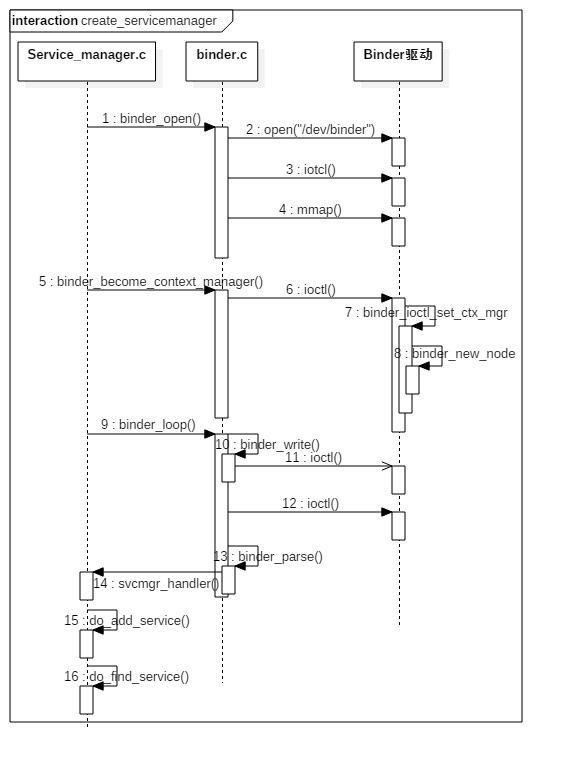 interaction create_servicemanager
Service_manager.c
binder.c
Binder驱动
1 : binder_open()
2 : open("/dev/binder")
3 : iotcl()
4 : mmap()
5 : binder_become_context_manager()
6 : ioctl()
7 : binder_ioctl_set_ctx_mgr
8 : binder_new_node
9 : binder_loop()
10 : binder_write()
11 : ioctl()
12 : ioctl()
13 : binder_parse()
14 : svcmgr_handler()
15 : do_add_service()
16 : do_find_service()